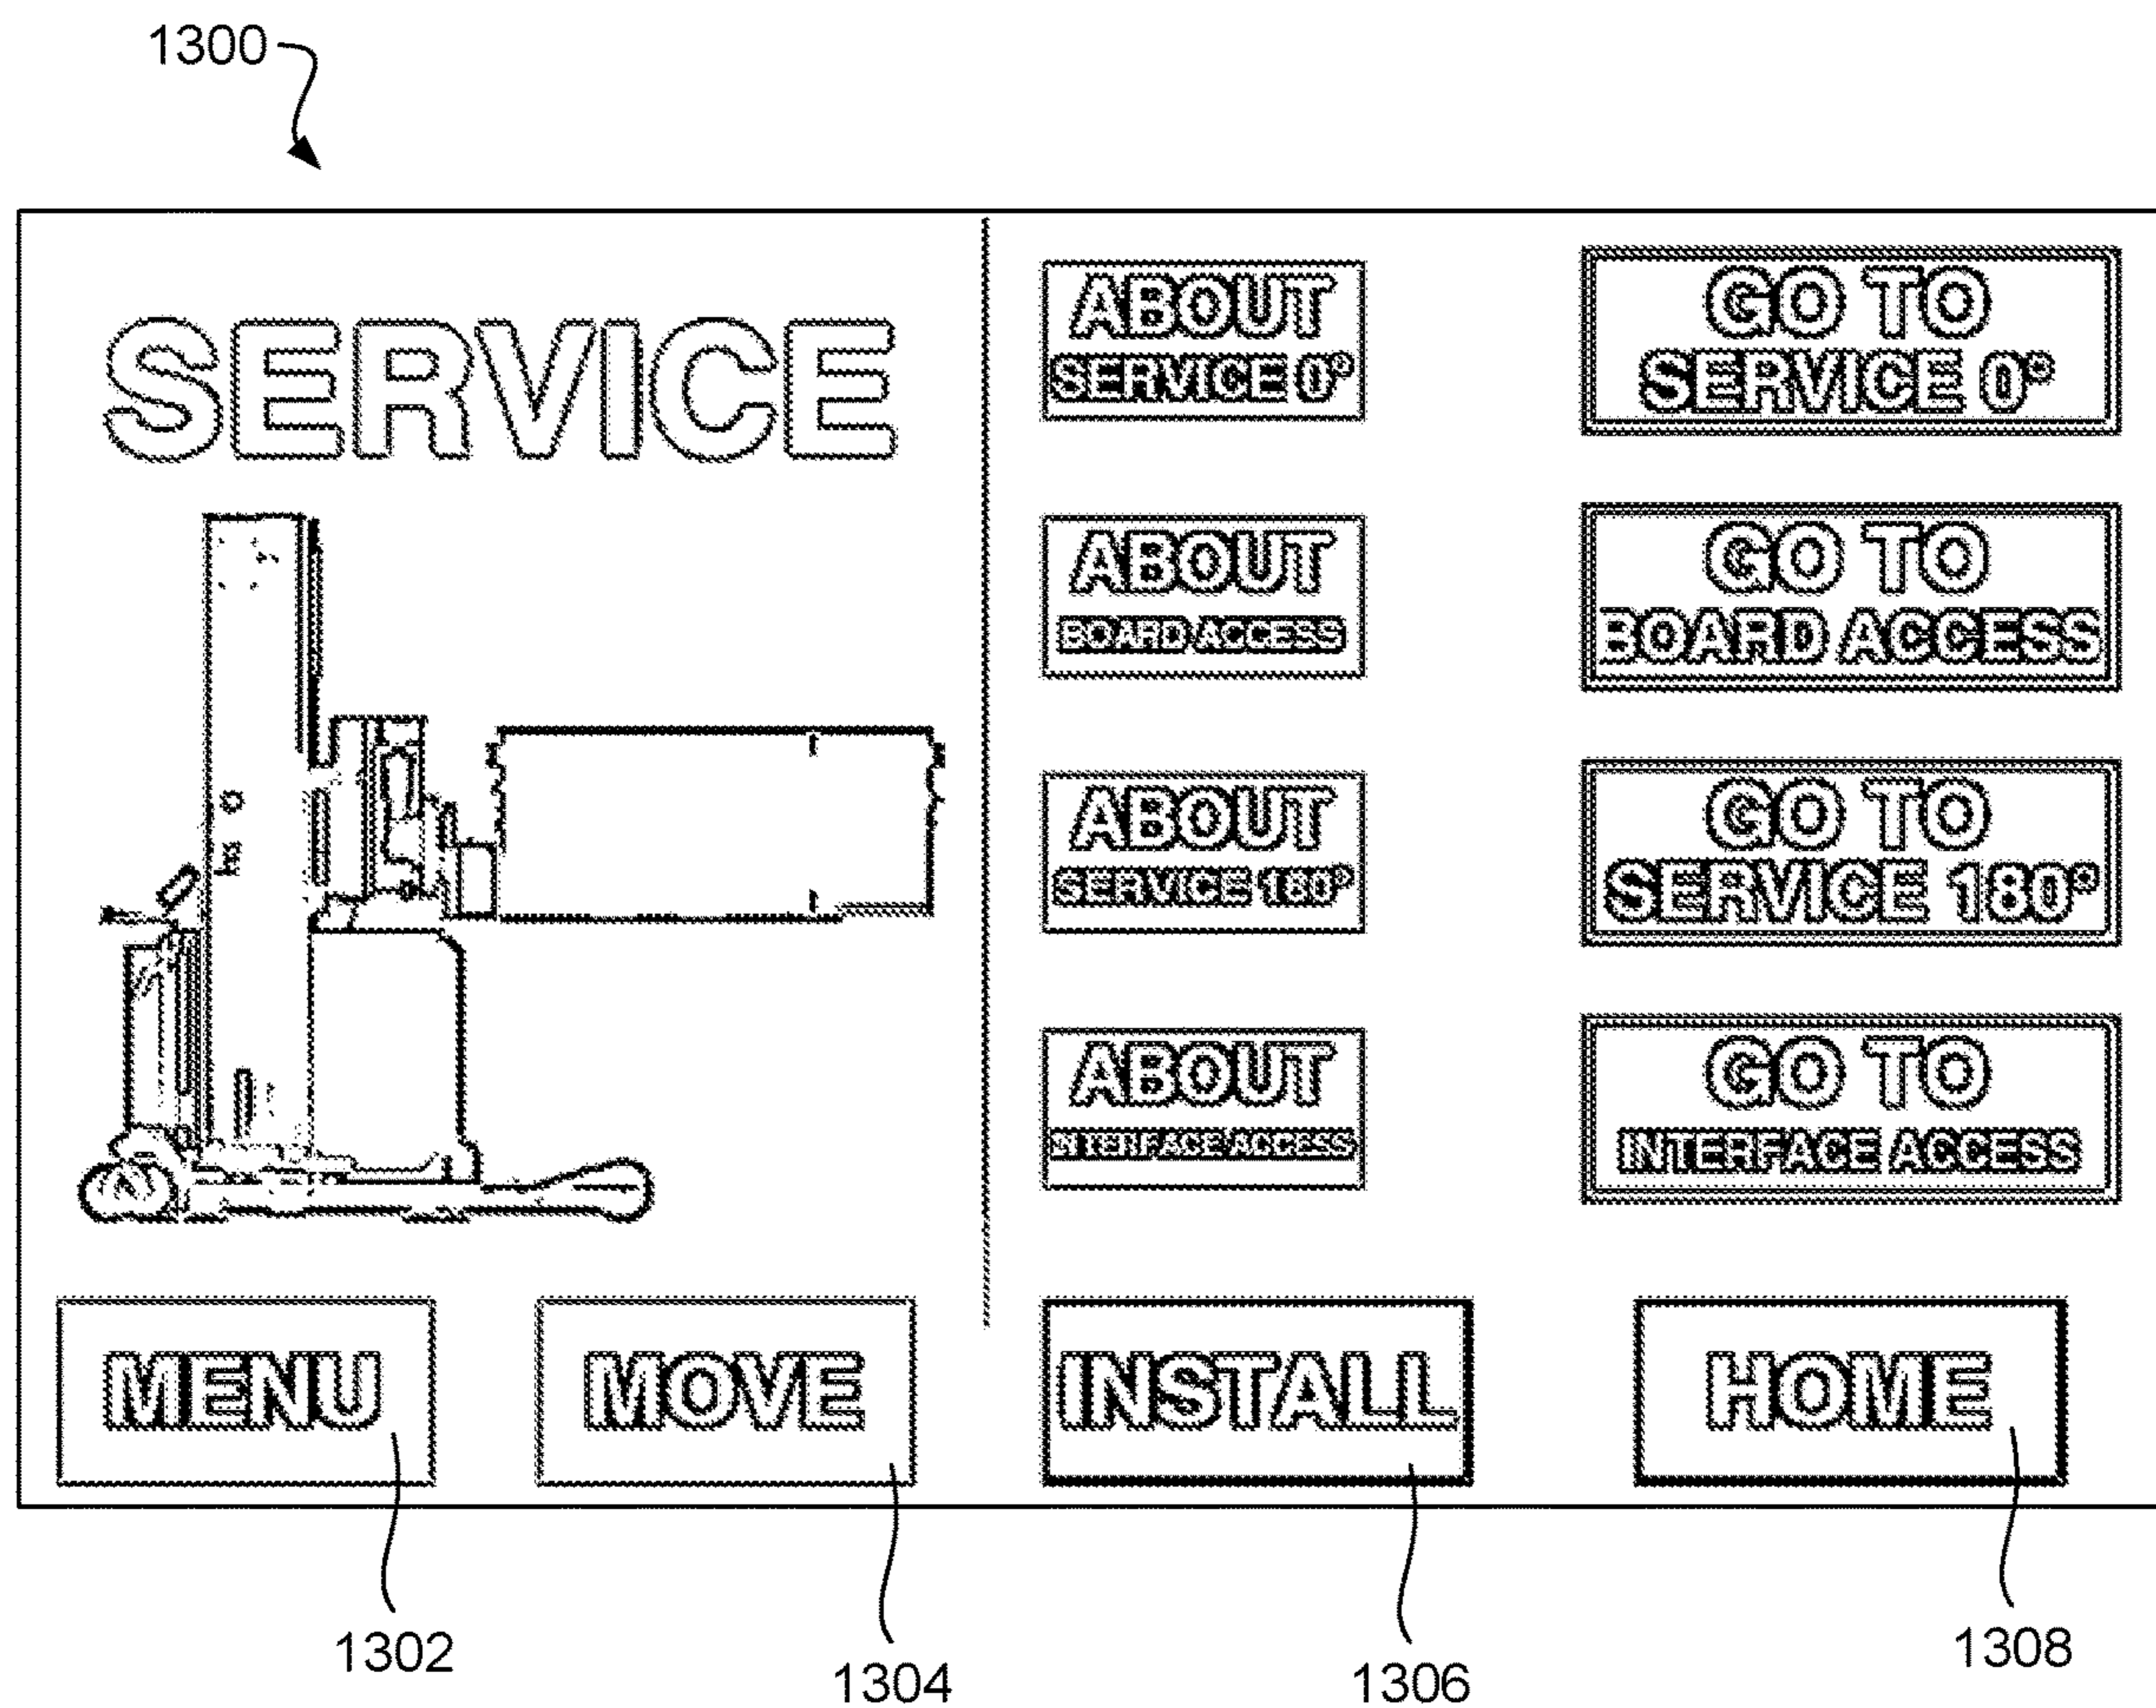 1300
SERVICE
ABOUT
SERVICE 0°
GO TO
SERVICE 0°
ABOUT
BOARD ACCESS
GO TO
BOARD ACCESS
ABOUT
SERVICE 180°
GO TO
SERVICE 180°
ABOUT
INTERFACE ACCESS
GO TO
INTERFACE ACCESS
MENU
MOVE
INSTALL
HOME
1302
1304
1306
1308